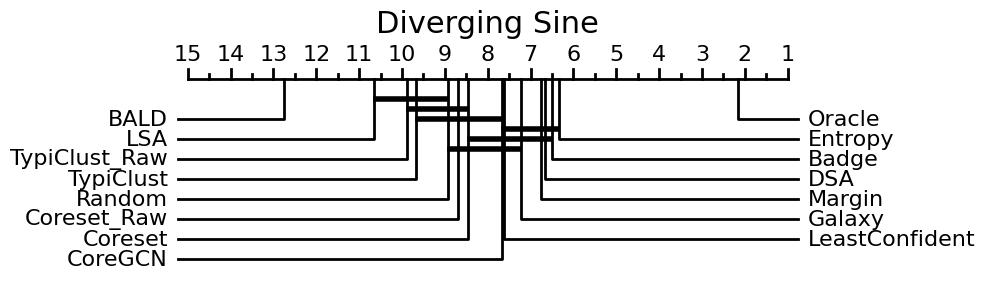 Diverging Sine
15 14 13 12 11 10 9 8 7 6 5 4 3 2 1
BALD
LSA
TypiClust_Raw
TypiClust
Random
Coreset_Raw
Coreset
CoreGCN
Oracle
Entropy
Badge
DSA
Margin
Galaxy
LeastConfident